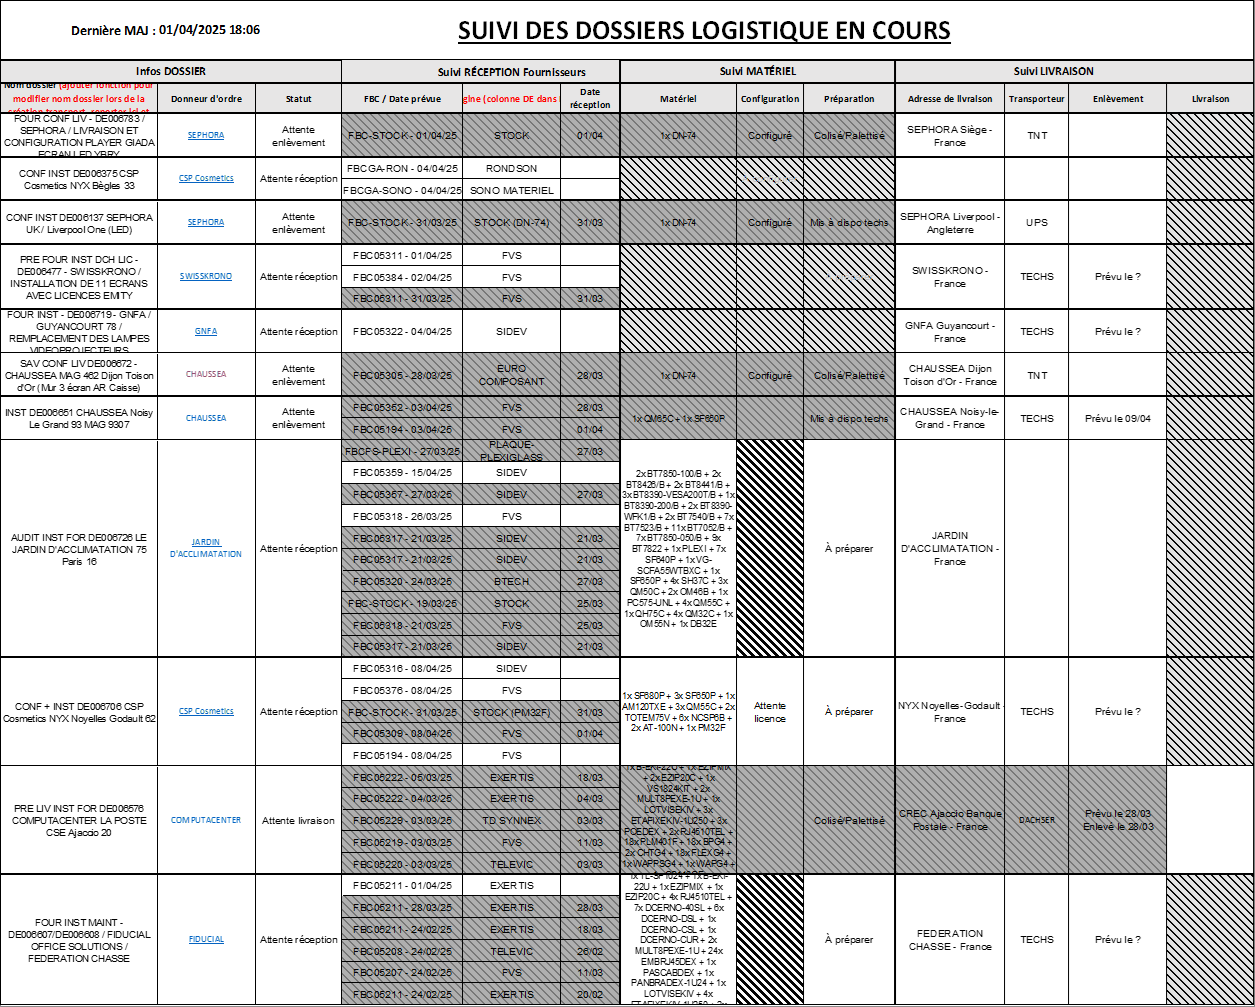 Dernière MAJ : 01/04/2025 18:06
SUIVI DES DOSSIERS LOGISTIQUE EN COURS
Infos DOSSIER
Suivi RÉCEPTION Fournisseurs
Suivi MATÉRIEL
Suivi LIVRAISON
Nom dossier (ajouter fonction pour
modifier nom dossier lors de la
création transport, reporter ici et
Donneur d'ordre
Statut
FBC / Date prévue
gine (colonne DE dans
Date
réception
Matériel
Configuration
Préparation
Adresse de livraison
Transporteur
Enlèvement
Livraison
FOUR CONF LIV - DE006783 /
SEPHORA / LIVRAISON ET
CONFIGURATION PLAYER GIADA
ECRAN LED YBRY
SEPHORA
Attente
enlèvement
FBC-STOCK - 01/04/25
STOCK
01/04
1x DN-74
Configuré
Colisé/Palettisé
SEPHORA Siège -
France
TNT
CONF INST DE006375 CSP
Cosmetics NYX Bègles 33
CSP Cosmetics
Attente réception
FBCGA-RON - 04/04/25
RONDSON
FBCGA-SONO - 04/04/25
SONO MATERIEL
CONF INST DE006137 SEPHORA
UK / Liverpool One (LED)
SEPHORA
Attente
enlèvement
FBC-STOCK - 31/03/25
STOCK (DN-74)
31/03
1x DN-74
Configuré
Mis à dispo techs
SEPHORA Liverpool -
Angleterre
UPS
PRE FOUR INST DCH LIC -
DE006477 - SWISSKRONO /
INSTALLATION DE 11 ECRANS
AVEC LICENCES EMITY
SWISSKRONO
Attente réception
FBC05311 - 01/04/25
FVS
FBC05384 - 02/04/25
FVS
FBC05311 - 31/03/25
FVS
31/03
SWISSKRONO -
France
TECHS
Prévu le ?
FOUR INST - DE006719 - GNFA /
GUYANCOURT 78 /
REMPLACEMENT DES LAMPES
VIDEOPROJECTEURS
GNFA
Attente réception
FBC05322 - 04/04/25
SIDEV
GNFA Guyancourt -
France
TECHS
Prévu le ?
SAV CONF LIV DE006672 -
CHAUSSEA MAG 462 Dijon Toison
d'Or (Mur 3 écran AR Caisse)
CHAUSSEA
Attente
enlèvement
FBC05305 - 28/03/25
EURO
COMPOSANT
28/03
1x DN-74
Configuré
Colisé/Palettisé
CHAUSSEA Dijon
Toison d'Or - France
TNT
INST DE006651 CHAUSSEA Noisy
Le Grand 93 MAG 9307
CHAUSSEA
Attente
enlèvement
FBC05352 - 03/04/25
FVS
28/03
FBC05194 - 03/04/25
FVS
01/04
1x QM65C + 1x SF650P
Mis à dispo techs
CHAUSSEA Noisy-le-
Grand - France
TECHS
Prévu le 09/04
AUDIT INST FOR DE006726 LE
JARDIN D'ACCLIMATATION 75
Paris 16
JARDIN
D'ACCLIMATATION
Attente réception
FBCFS-PLEXI - 27/03/25
PLAQUE-
PLEXIGLASS
27/03
FBC05359 - 15/04/25
SIDEV
FBC05367 - 27/03/25
SIDEV
27/03
FBC05318 - 26/03/25
FVS
FBC05317 - 21/03/25
SIDEV
21/03
FBC05317 - 21/03/25
SIDEV
21/03
FBC05320 - 24/03/25
BTECH
27/03
FBC-STOCK - 19/03/25
STOCK
25/03
FBC05318 - 21/03/25
FVS
25/03
FBC05317 - 21/03/25
SIDEV
21/03
2x BT7850-100/B + 2x
BT8426/B + 2x BT8441/B +
3x BT8390-VESA200T/B + 1x
BT8390-200/B + 2x BT8390-
WFK1/B + 2x BT7540/B + 7x
BT7523/B + 11x BT7052/B +
7x BT7850-050/B + 9x
BT7822 + 1x PLEXI + 7x
SF640P + 1x VG-
SCFA55WTBXC + 1x
SF650P + 4x SH37C + 3x
QM50C + 2x OM46B + 1x
PC575-UNL + 4x QM55C +
1x QH75C + 4x QM32C + 1x
OM55N + 1x DB32E
À préparer
JARDIN
D'ACCLIMATATION -
France
CONF + INST DE006706 CSP
Cosmetics NYX Noyelles Godault 62
CSP Cosmetics
Attente réception
FBC05316 - 08/04/25
SIDEV
FBC05376 - 08/04/25
FVS
FBC-STOCK - 31/03/25
STOCK (PM32F)
31/03
FBC05309 - 08/04/25
FVS
01/04
FBC05194 - 08/04/25
FVS
1x SF680P + 3x SF650P + 1x
AM120TXE + 3x QM55C + 2x
TOTEM75V + 6x NCSP6B +
2x AT-100N + 1x PM32F
Attente
licence
À préparer
NYX Noyelles-Godault -
France
TECHS
Prévu le ?
PRE LIV INST FOR DE006576
COMPUTACENTER LA POSTE
CSE Ajaccio 20
COMPUTACENTER
Attente livraison
FBC05222 - 05/03/25
EXERTIS
18/03
FBC05222 - 04/03/25
EXERTIS
04/03
FBC05229 - 03/03/25
TD SYNNEX
03/03
FBC05219 - 03/03/25
FVS
11/03
FBC05220 - 03/03/25
TELEVIC
03/03
1x B-EKI-22U + 1x EZIPMIX
+ 2x EZIP20C + 1x
VS1824KIT + 2x
MULT8PEXE-1U + 1x
LOTVISEKIV + 3x
ETAFIXEKIV-1U250 + 3x
POEDEX + 2x RJ4510TEL +
18x PLM401F + 18x BPG4 +
2x CHTG4 + 18x FLEXG4 +
1x WAPPSG4 + 1x WAPG4 +
Colisé/Palettisé
CREC Ajaccio Banque
Postale - France
DACHSER
Prévu le 28/03
Enlevé le 28/03
FOUR INST MAINT -
DE006607/DE006608 / FIDUCIAL
OFFICE SOLUTIONS /
FEDERATION CHASSE
FIDUCIAL
Attente réception
FBC05211 - 01/04/25
EXERTIS
FBC05211 - 28/03/25
EXERTIS
28/03
FBC05211 - 24/02/25
EXERTIS
18/03
FBC05208 - 24/02/25
TELEVIC
26/02
FBC05207 - 24/02/25
FVS
11/03
FBC05211 - 24/02/25
EXERTIS
20/02
1x TL-SF1024 + 1x B-EKI-
22U + 1x EZIPMIX + 1x
EZIP20C + 4x RJ4510TEL +
7x DCERNO-40SL + 6x
DCERNO-DSL + 1x
DCERNO-CSL + 1x
DCERNO-CUR + 2x
MULT8PEXE-1U + 24x
EMBRJ45DEX + 1x
PASCABDEX + 1x
PANBRADEX-1U24 + 1x
LOTVISEKIV + 4x
ETAFIXEKIV-1U250 + 2x
À préparer
FEDERATION
CHASSE - France
TECHS
Prévu le ?